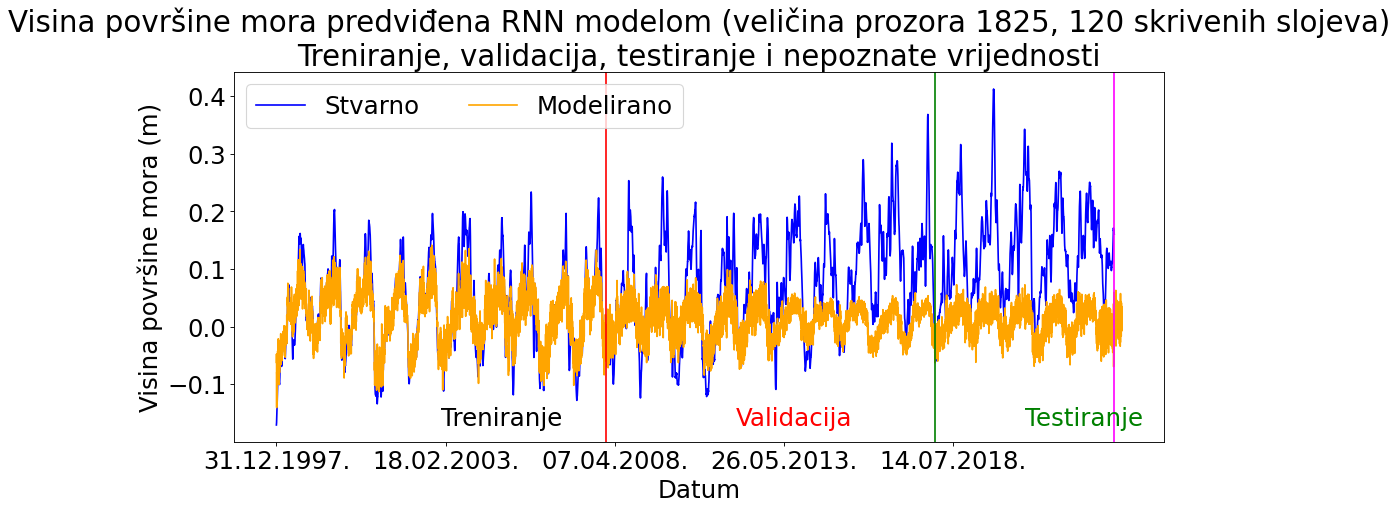 Visina površine mora predviđena RNN modelom (veličina prozora 1825, 120 skrivenih slojeva)
Treniranje, validacija, testiranje i nepoznate vrijednosti
Stvarno
Modelirano
Visina površine mora (m)
0.4
0.3
0.2
0.1
0.0
−0.1
Treniranje
Validacija
Testiranje
31.12.1997.
18.02.2003.
07.04.2008.
26.05.2013.
14.07.2018.
Datum